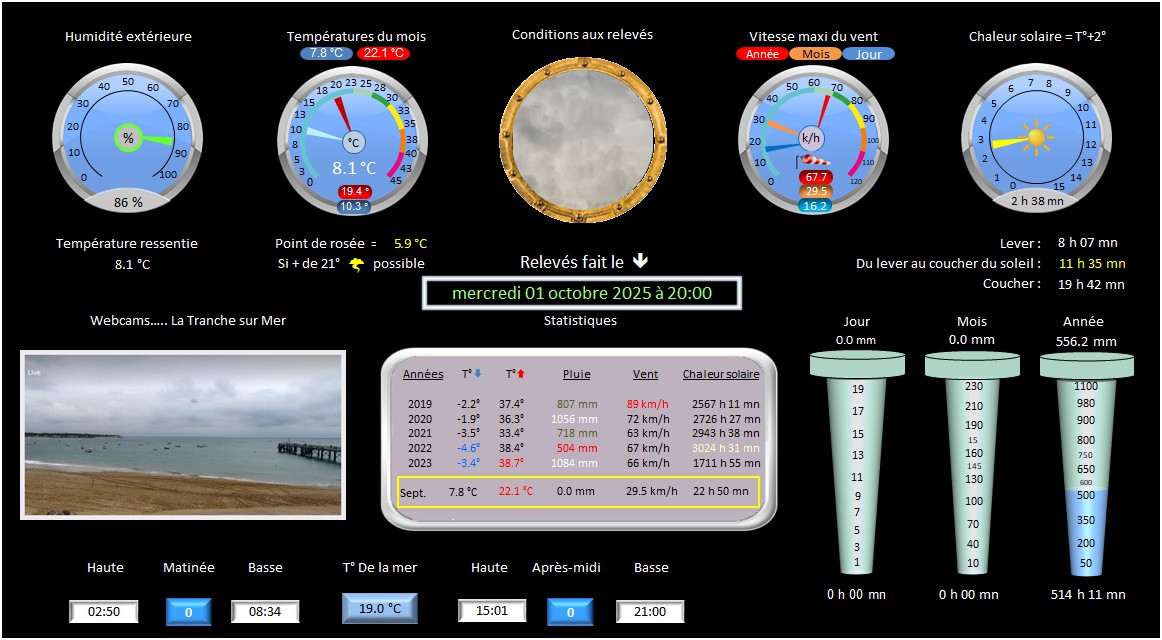 Humidité extérieure
Températures du mois
7.8 °C 22.1 °C
Conditions aux relevés
Vitesse maxi du vent
Année Mois Jour
Chaleur solaire = T°+2°
0 10 20 30 40 50 60 70 80 90 100
%
86 %
0 3 5 8 10 13 15 18 20 23 25 28 30 33 35 38 40 43 45
°C
8.1 °C
19.4 °
10.3 °
0 10 20 30 40 50 60 70 80 90 100 110 120
k/h
67.7
29.5
16.2
0 1 2 3 4 5 6 7 8 9 10 11 12 13 14 15
2 h 38 mn
Température ressentie
8.1 °C
Point de rosée = 5.9 °C
Si + de 21° possible
Relevés fait le
mercredi 01 octobre 2025 à 20:00
Lever : 8 h 07 mn
Du lever au coucher du soleil : 11 h 35 mn
Coucher : 19 h 42 mn
Webcams..... La Tranche sur Mer
Live
Statistiques
Années T° T° Pluie Vent Chaleur solaire
2019 -2.2° 37.4° 807 mm 89 km/h 2567 h 11 mn
2020 -1.9° 36.3° 1056 mm 72 km/h 2726 h 27 mn
2021 -3.5° 33.4° 718 mm 63 km/h 2943 h 38 mn
2022 -4.6° 38.4° 504 mm 67 km/h 3024 h 31 mn
2023 -3.4° 38.7° 1084 mm 66 km/h 1711 h 55 mn
Sept. 7.8 °C 22.1 °C 0.0 mm 29.5 km/h 22 h 50 mn
Jour
0.0 mm
19
17
15
13
11
9
7
5
3
1
0 h 00 mn
Mois
0.0 mm
230
210
190
15
160
145
130
100
70
40
10
0 h 00 mn
Année
556.2 mm
1100
980
900
800
750
650
600
500
350
200
50
514 h 11 mn
Haute Matinée Basse
02:50 0 08:34
T° De la mer
19.0 °C
Haute Après-midi Basse
15:01 0 21:00